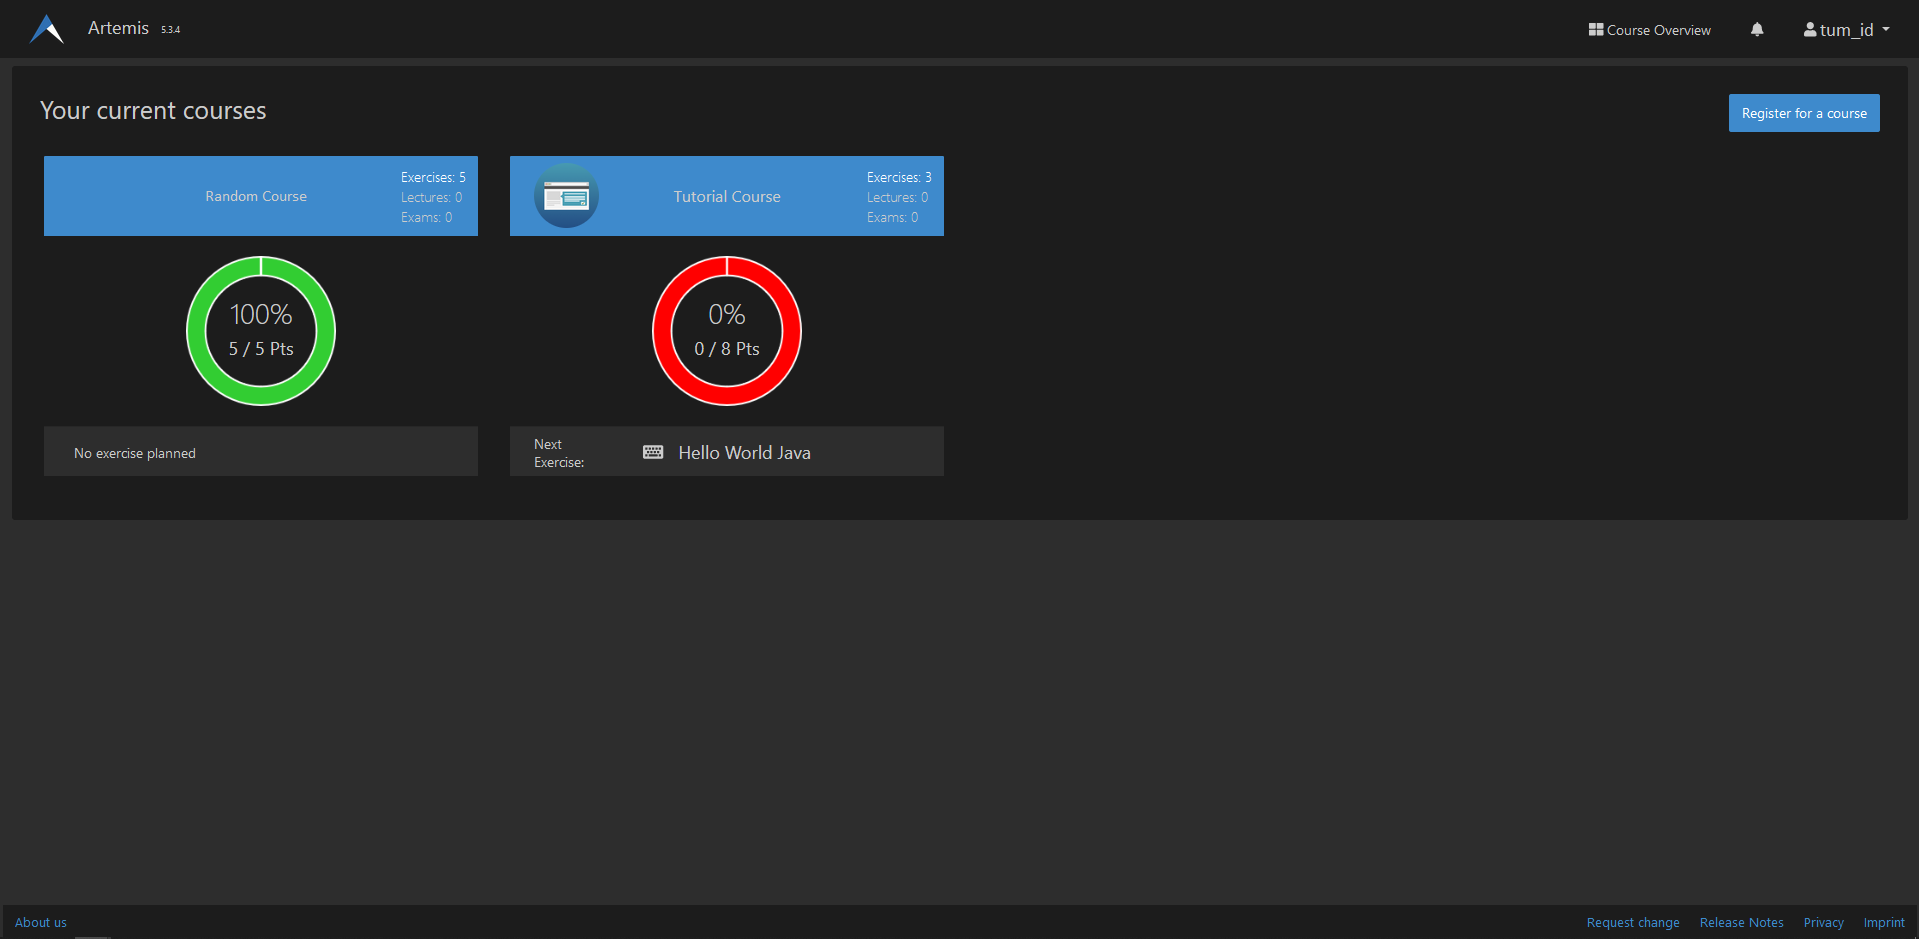 Artemis 5.3.4
Course Overview
tum_id
Your current courses
Register for a course
Random Course
Exercises: 5
Lectures: 0
Exams: 0
100%
5 / 5 Pts
No exercise planned
Tutorial Course
Exercises: 3
Lectures: 0
Exams: 0
0%
0 / 8 Pts
Next
Exercise:
Hello World Java
About us
Request change
Release Notes
Privacy
Imprint